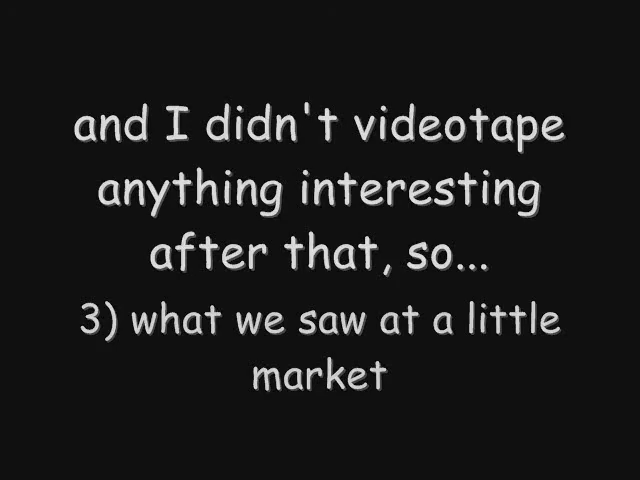 and I didn't videotape
anything interesting
after that, so...
3) what we saw at a little
market